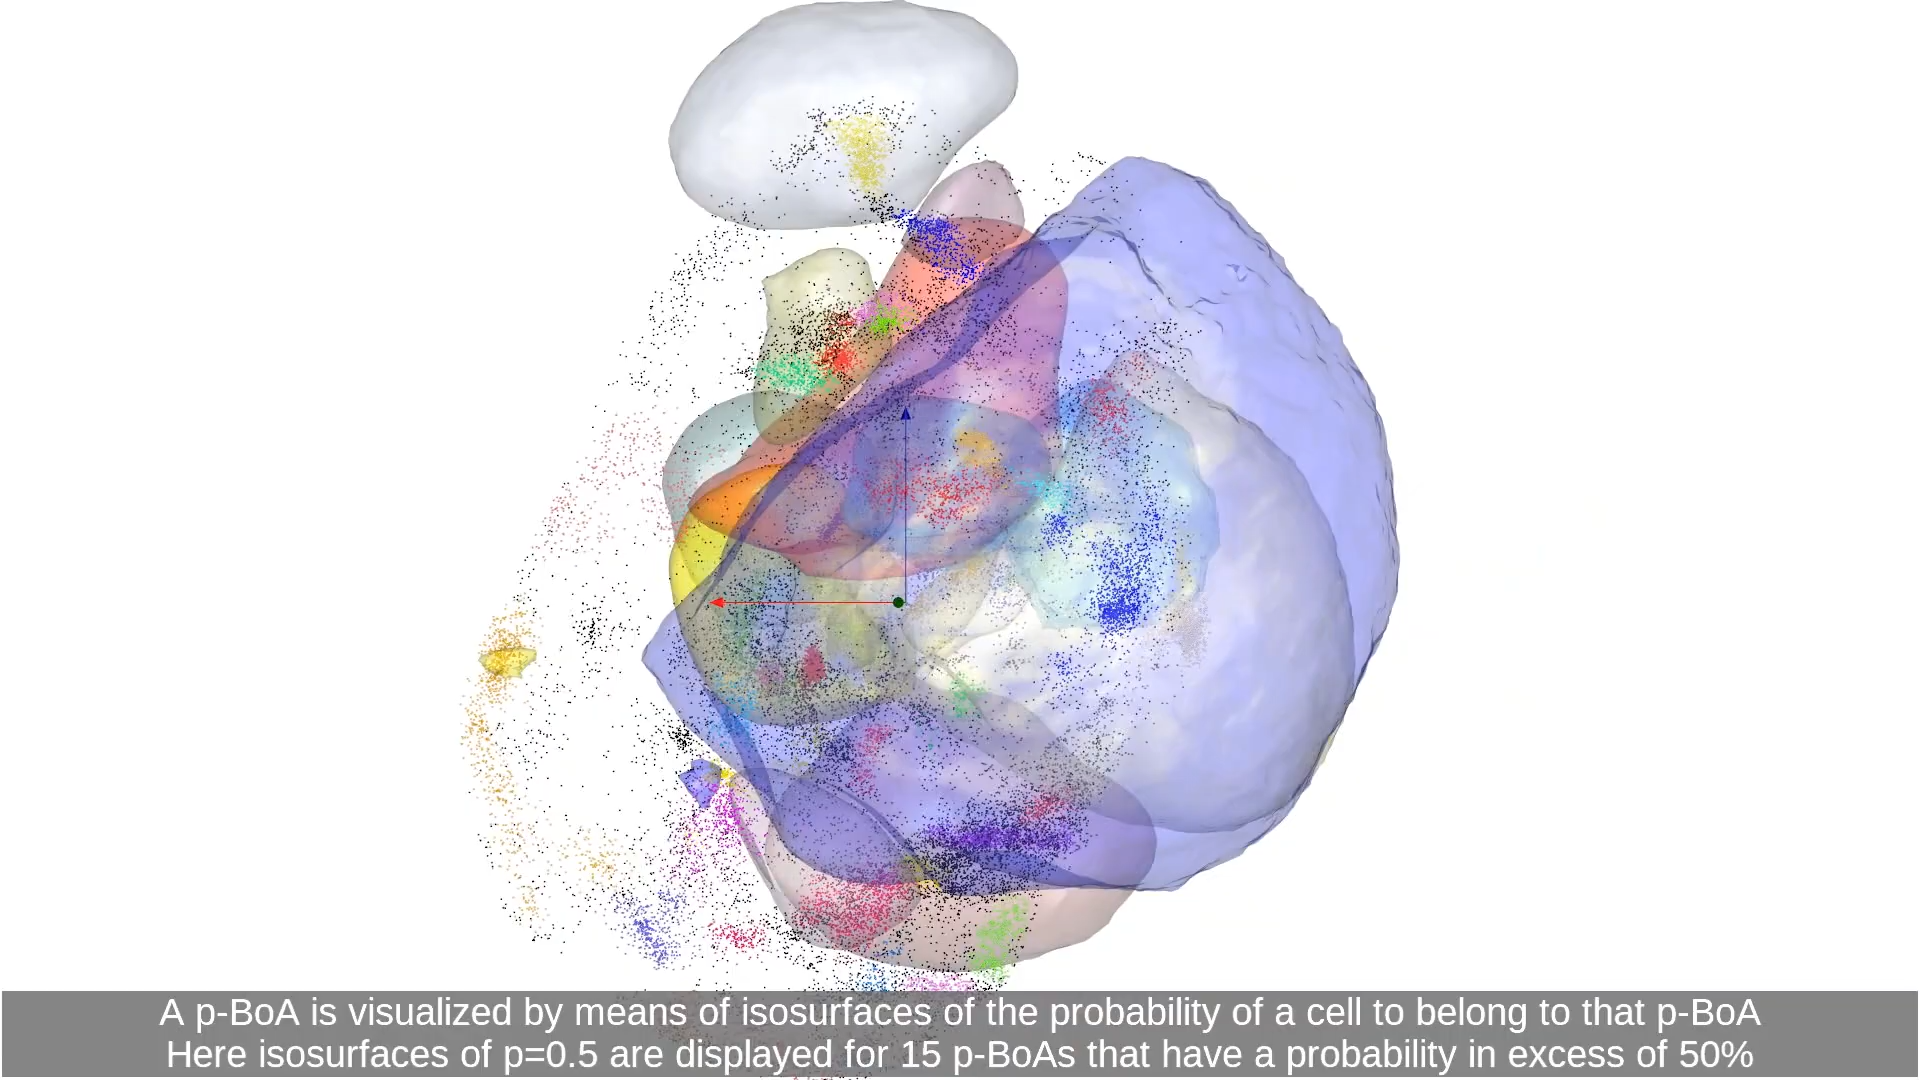 A p-BoA is visualized by means of isosurfaces of the probability of a cell to belong to that p-BoA
Here isosurfaces of p=0.5 are displayed for 15 p-BoAs that have a probability in excess of 50%